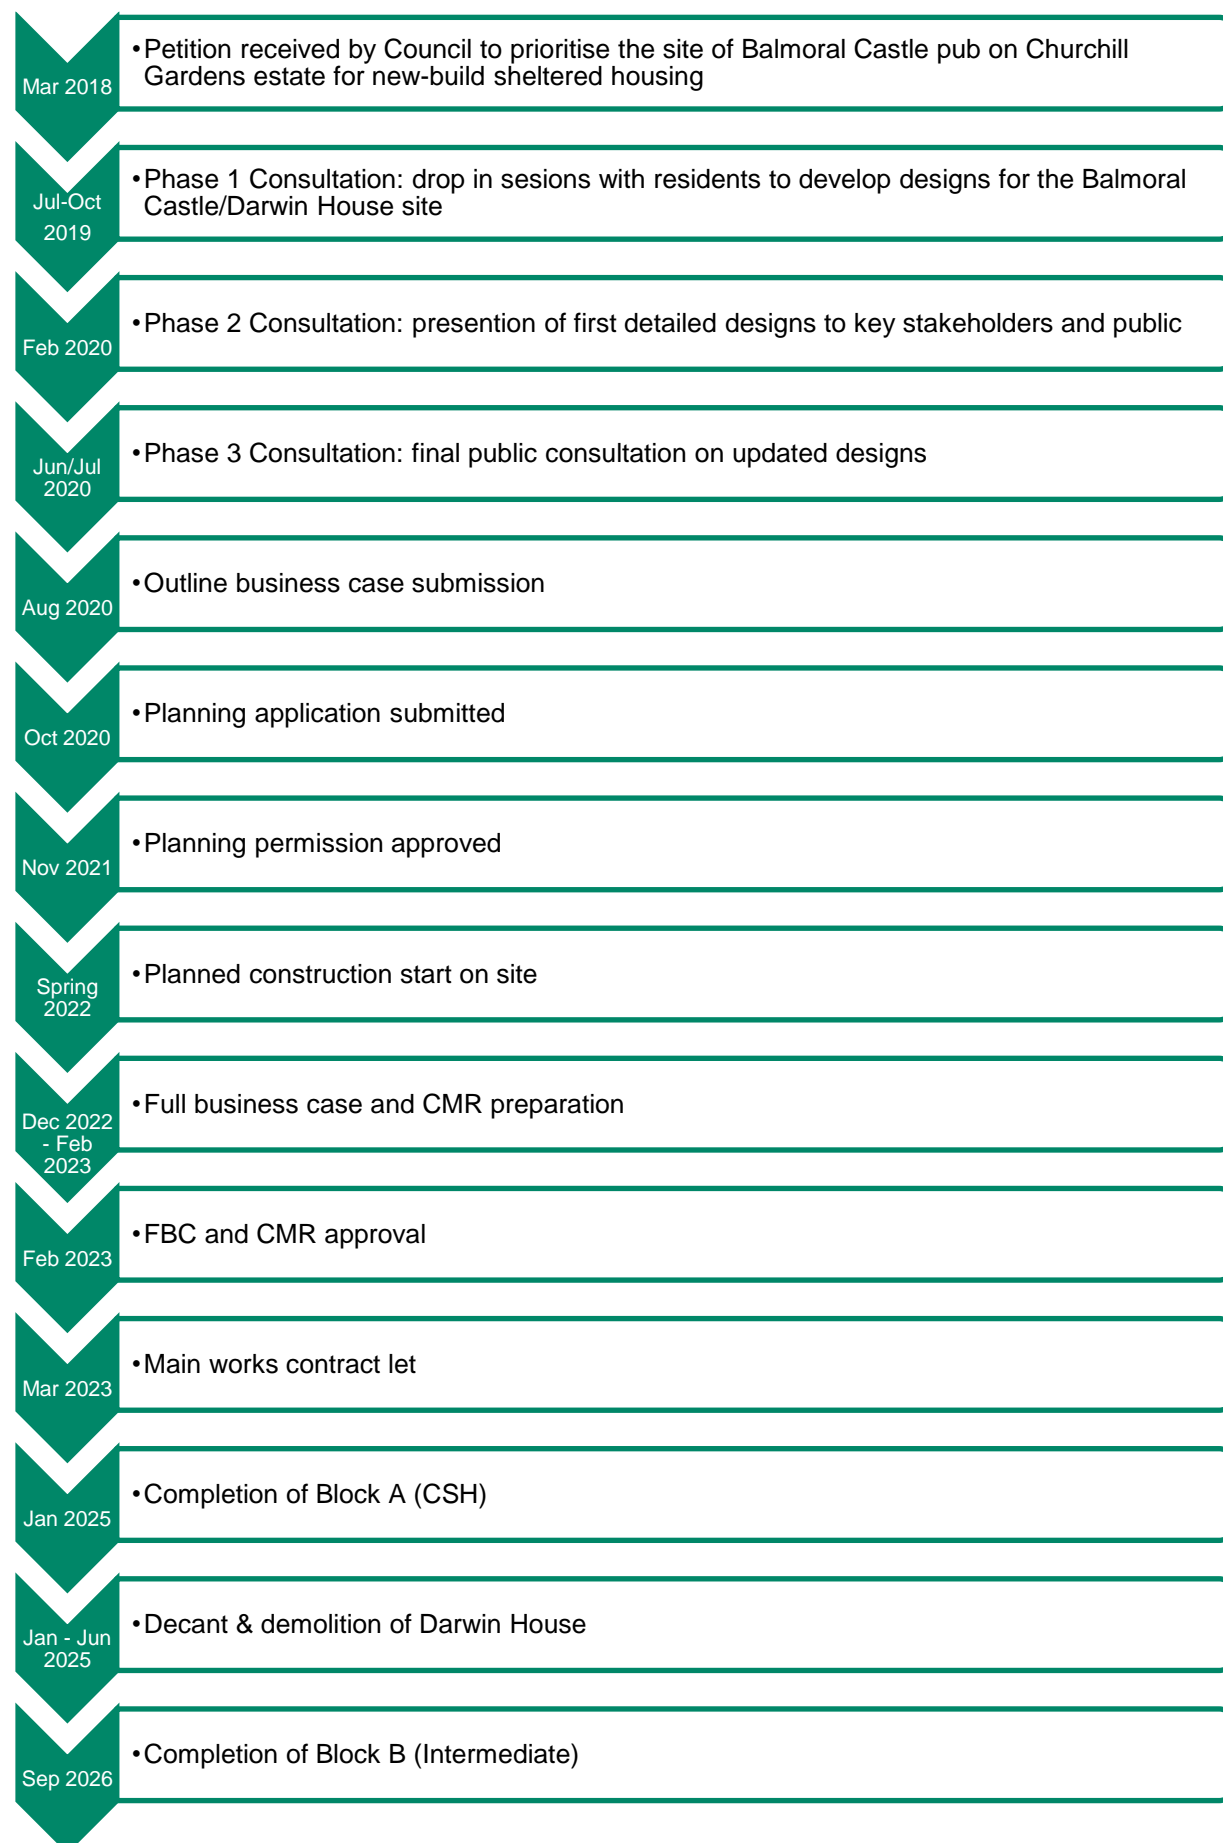 Mar 2018
•Petition received by Council to prioritise the site of Balmoral Castle pub on Churchill
Gardens estate for new-build sheltered housing
Jul-Oct
2019
•Phase 1 Consultation: drop in sesions with residents to develop designs for the Balmoral
Castle/Darwin House site
Feb 2020
•Phase 2 Consultation: presention of first detailed designs to key stakeholders and public
Jun/Jul
2020
•Phase 3 Consultation: final public consultation on updated designs
Aug 2020
•Outline business case submission
Oct 2020
•Planning application submitted
Nov 2021
•Planning permission approved
Spring
2022
•Planned construction start on site
Dec 2022
- Feb
2023
•Full business case and CMR preparation
Feb 2023
•FBC and CMR approval
Mar 2023
•Main works contract let
Jan 2025
•Completion of Block A (CSH)
Jan - Jun
2025
•Decant & demolition of Darwin House
Sep 2026
•Completion of Block B (Intermediate)